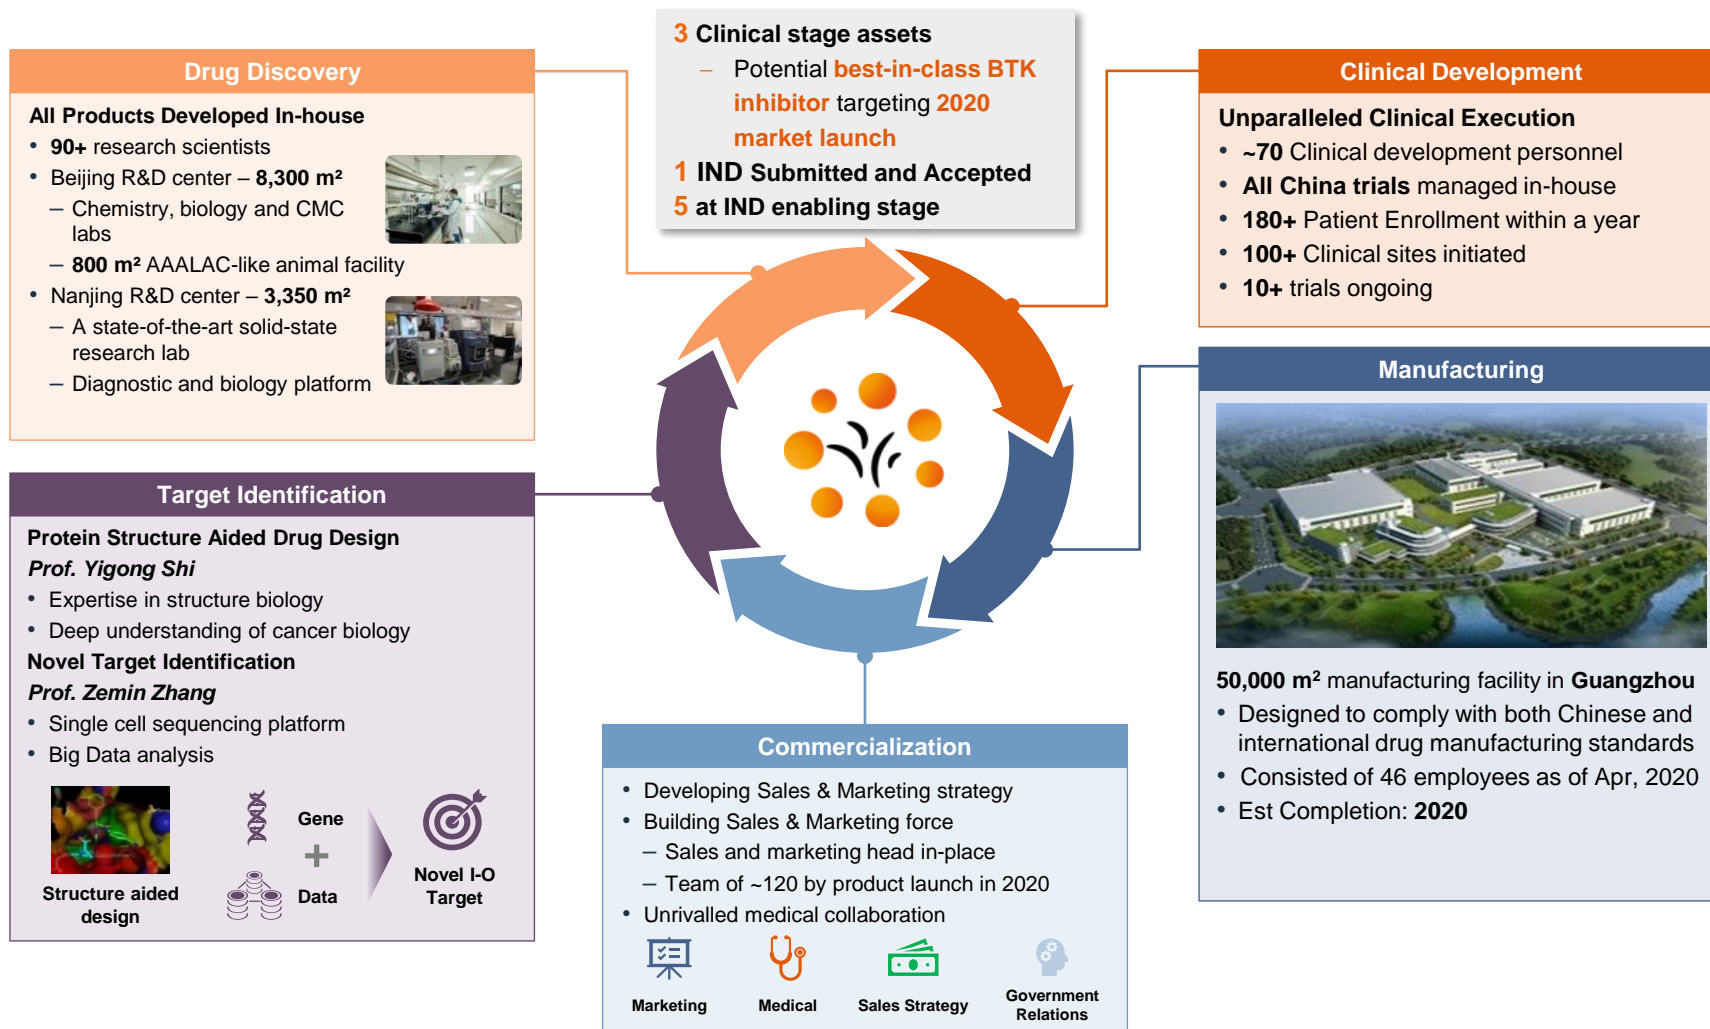 3 Clinical stage assets
– Potential best-in-class BTK
inhibitor targeting 2020
market launch
1 IND Submitted and Accepted
5 at IND enabling stage
Drug Discovery
All Products Developed In-house
• 90+ research scientists
• Beijing R&D center – 8,300 m²
– Chemistry, biology and CMC
labs
– 800 m² AAALAC-like animal facility
• Nanjing R&D center – 3,350 m²
– A state-of-the-art solid-state
research lab
– Diagnostic and biology platform
Clinical Development
Unparalleled Clinical Execution
• ~70 Clinical development personnel
• All China trials managed in-house
• 180+ Patient Enrollment within a year
• 100+ Clinical sites initiated
• 10+ trials ongoing
Target Identification
Protein Structure Aided Drug Design
Prof. Yigong Shi
• Expertise in structure biology
• Deep understanding of cancer biology
Novel Target Identification
Prof. Zemin Zhang
• Single cell sequencing platform
• Big Data analysis
Structure aided
design
Gene
+
Data
Novel I-O
Target
Manufacturing
50,000 m² manufacturing facility in Guangzhou
• Designed to comply with both Chinese and
international drug manufacturing standards
• Consisted of 46 employees as of Apr, 2020
• Est Completion: 2020
Commercialization
• Developing Sales & Marketing strategy
• Building Sales & Marketing force
– Sales and marketing head in-place
– Team of ~120 by product launch in 2020
• Unrivalled medical collaboration
Marketing
Medical
Sales Strategy
Government
Relations